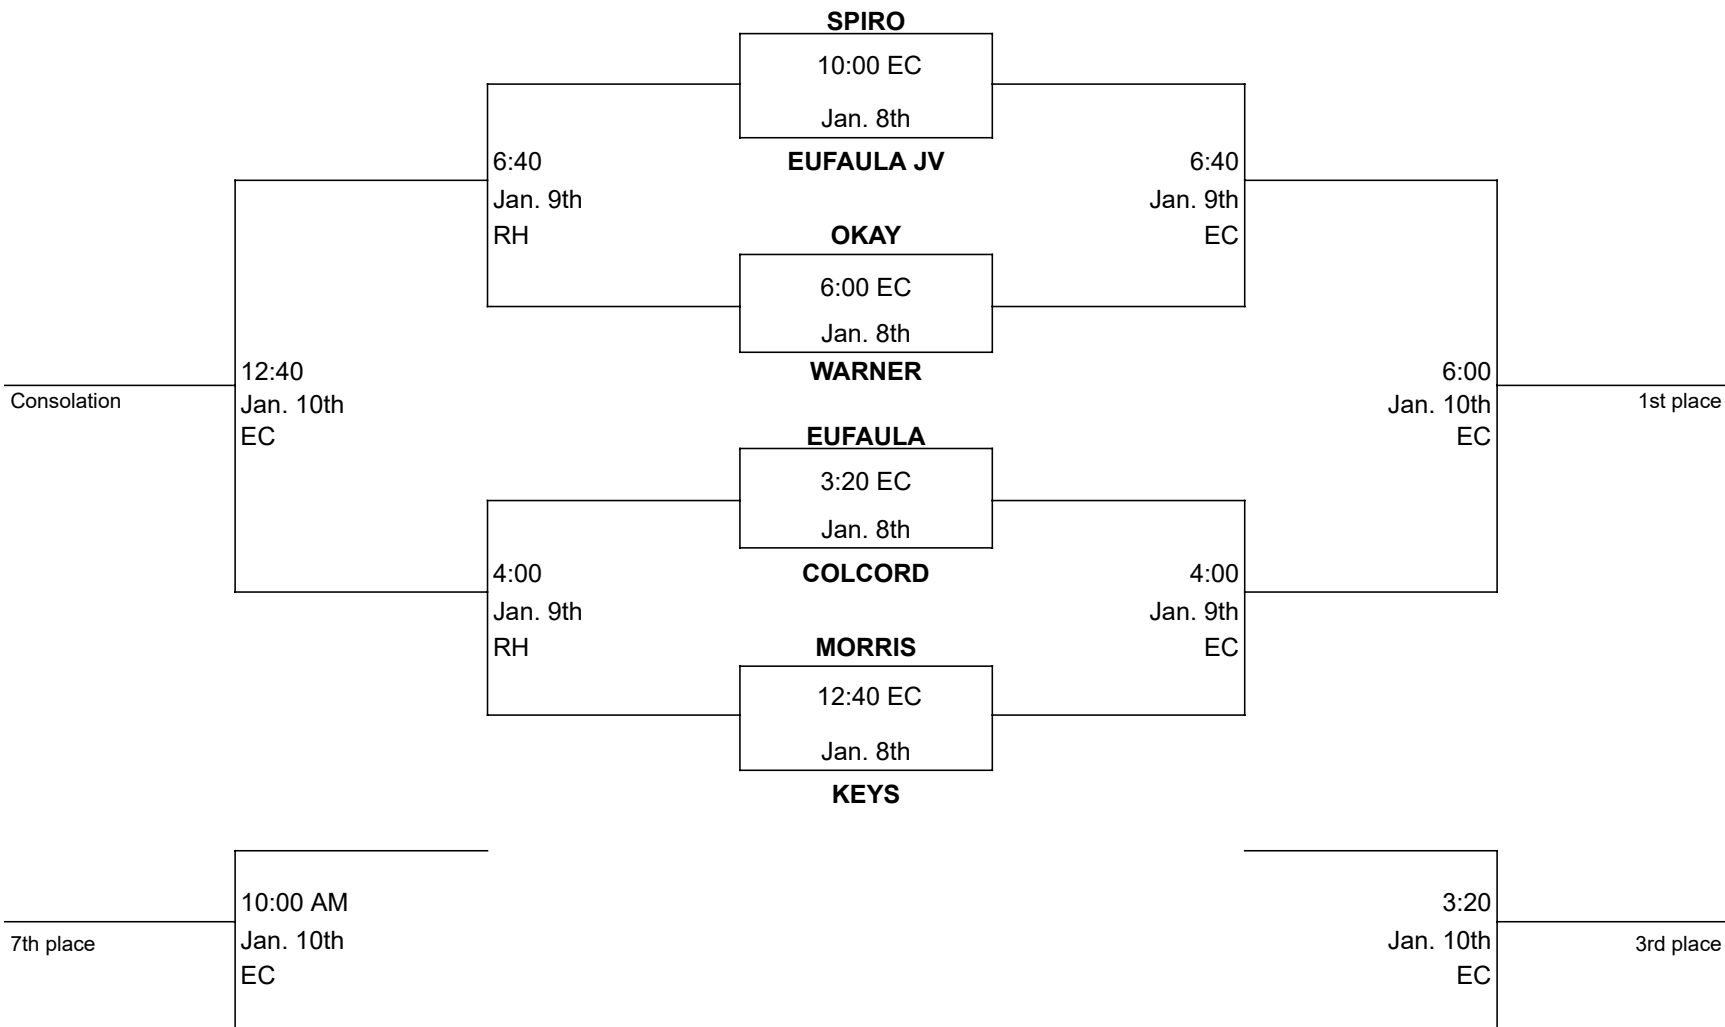 SPIRO
10:00 EC
Jan. 8th
EUFAULA JV
6:40
Jan. 9th
RH
6:40
Jan. 9th
EC
OKAY
6:00 EC
Jan. 8th
WARNER
12:40
Jan. 10th
EC
Consolation
6:00
Jan. 10th
EC
1st place
EUFAULA
3:20 EC
Jan. 8th
COLCORD
4:00
Jan. 9th
RH
4:00
Jan. 9th
EC
MORRIS
12:40 EC
Jan. 8th
KEYS
10:00 AM
Jan. 10th
EC
7th place
3:20
Jan. 10th
EC
3rd place